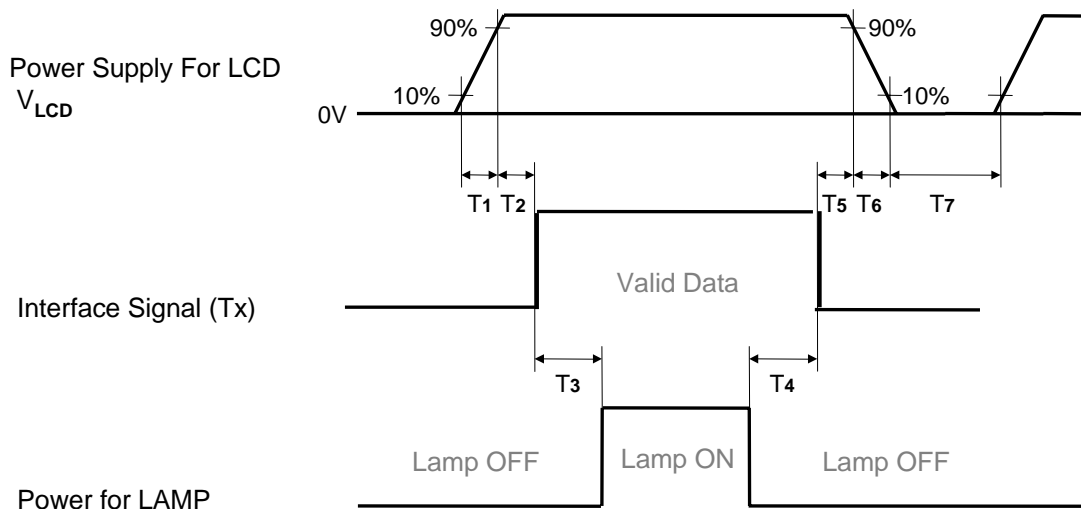 90%
90%
Power Supply For LCD
VLCD
10%
10%
0V
T1 T2 T5 T6 T7
Valid Data
Interface Signal (Tx)
T3 T4
Lamp OFF Lamp ON Lamp OFF
Power for LAMP